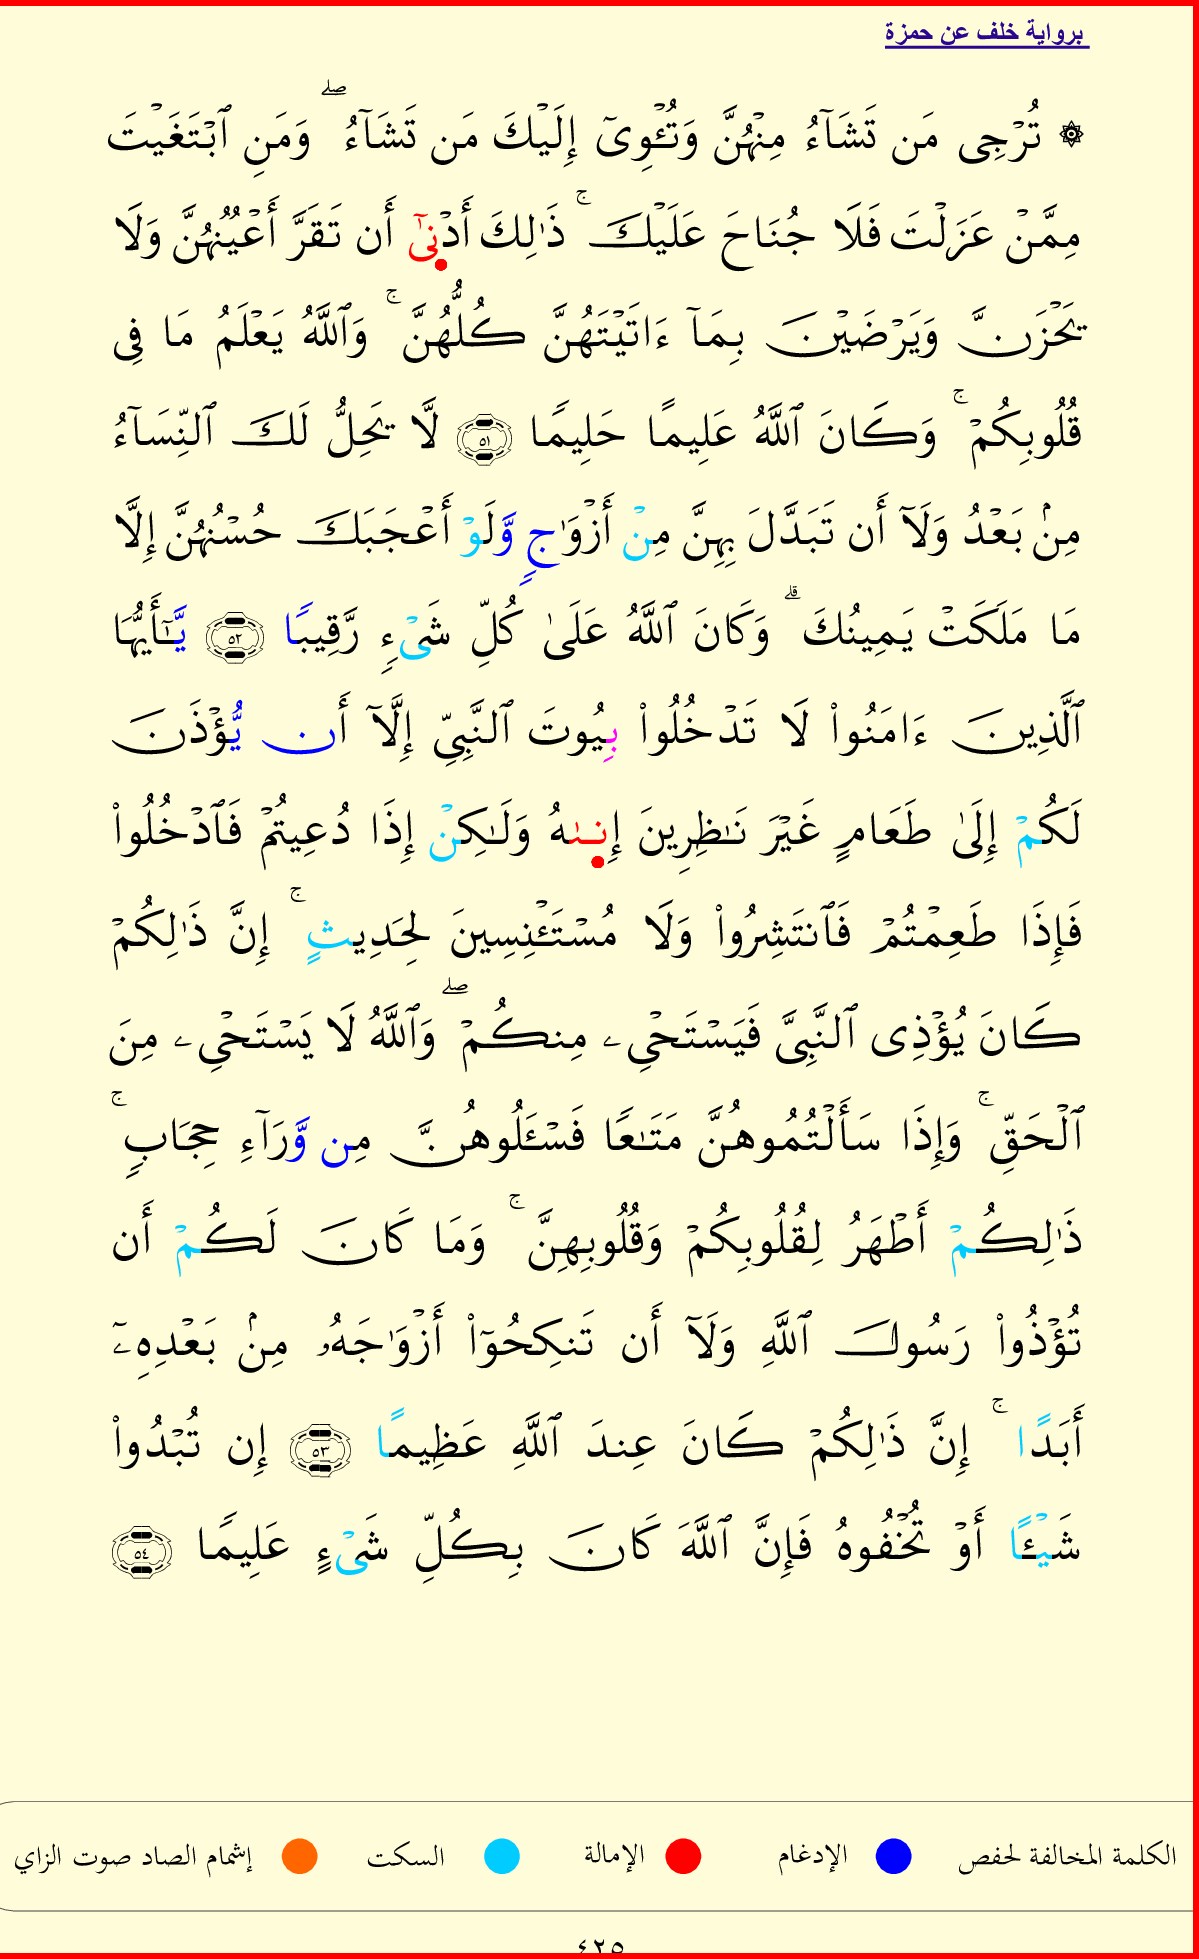 برواية خلف عن حمزة
۞ تُرْجِى مَن تَشَآءُ مِنْهُنَّ وَتُـْٔوِىٓ إِلَيْكَ مَن تَشَآءُ ۖ وَمَنِ ٱبْتَغَيْتَ
مِمَّنْ عَزَلْتَ فَلَا جُنَاحَ عَلَيْكَ ۚ ذَٰلِكَ أَدْنِىٰٓ أَن تَقَرَّ أَعْيُنُهُنَّ وَلَا
يَحْزَنَّ وَيَرْضَيْنَ بِمَآ ءَاتَيْتَهُنَّ كُلُّهُنَّ ۚ وَٱللَّهُ يَعْلَمُ مَا فِى
قُلُوبِكُمْ ۚ وَكَانَ ٱللَّهُ عَلِيمًا حَلِيمًا ٥١ لَّا يَحِلُّ لَكَ ٱلنِّسَآءُ
مِنۢ بَعْدُ وَلَآ أَن تَبَدَّلَ بِهِنَّ مِنْ أَزْوَٰجٍ وَّلَوْ أَعْجَبَكَ حُسْنُهُنَّ إِلَّا
مَا مَلَكَتْ يَمِينُكَ ۗ وَكَانَ ٱللَّهُ عَلَىٰ كُلِّ شَىْءٍ رَّقِيبًا ٥٢ يَّـٰٓأَيُّهَا
ٱلَّذِينَ ءَامَنُوا۟ لَا تَدْخُلُوا۟ بِيُوتَ ٱلنَّبِىِّ إِلَّآ أَن يُّؤْذَنَ
لَكُمْ إِلَىٰ طَعَامٍ غَيْرَ نَـٰظِرِينَ إِنـِىٰهُ وَلَـٰكِنْ إِذَا دُعِيتُمْ فَٱدْخُلُوا۟
فَإِذَا طَعِمْتُمْ فَٱنتَشِرُوا۟ وَلَا مُسْتَـْٔنِسِينَ لِحَدِيثٍ ۚ إِنَّ ذَٰلِكُمْ
كَانَ يُؤْذِى ٱلنَّبِىَّ فَيَسْتَحْىِۦ مِنكُمْ ۖ وَٱللَّهُ لَا يَسْتَحْىِۦ مِنَ
ٱلْحَقِّ ۚ وَإِذَا سَأَلْتُمُوهُنَّ مَتَـٰعًا فَسْـَٔلُوهُنَّ مِن وَّرَآءِ حِجَابٍ ۚ
ذَٰلِكُمْ أَطْهَرُ لِقُلُوبِكُمْ وَقُلُوبِهِنَّ ۚ وَمَا كَانَ لَكُمْ أَن
تُؤْذُوا۟ رَسُولَ ٱللَّهِ وَلَآ أَن تَنكِحُوٓا۟ أَزْوَٰجَهُۥ مِنۢ بَعْدِهِۦٓ
أَبَدًا ۚ إِنَّ ذَٰلِكُمْ كَانَ عِندَ ٱللَّهِ عَظِيمًا ٥٣ إِن تُبْدُوا۟
شَيْـًٔا أَوْ تُخْفُوهُ فَإِنَّ ٱللَّهَ كَانَ بِكُلِّ شَىْءٍ عَلِيمًا ٥٤
الكلمة المخالفة لحفص الإدغام الإمالة السكت إشمام الصاد صوت الزاي
٤٢٥